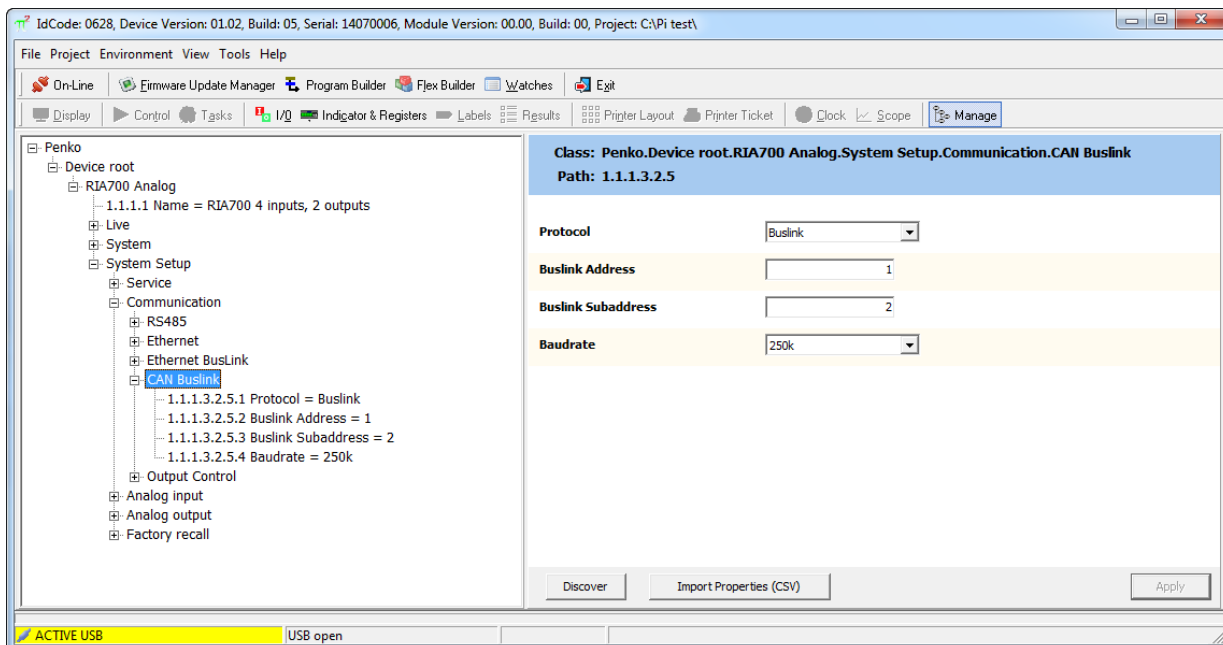 IdCode: 0628, Device Version: 01.02, Build: 05, Serial: 14070006, Module Version: 00.00, Build: 00, Project: C:\Pi test\
File Project Environment View Tools Help
On-Line Firmware Update Manager Program Builder Flex Builder Watches Exit
Display Control Tasks I/O Indicator & Registers Labels Results Printer Layout Printer Ticket Clock Scope Manage
Penko
Device root
RIA700 Analog
1.1.1.1 Name = RIA700 4 inputs, 2 outputs
Live
System
System Setup
Service
Communication
RS485
Ethernet
Ethernet BusLink
CAN Buslink
1.1.1.3.2.5.1 Protocol = Buslink
1.1.1.3.2.5.2 Buslink Address = 1
1.1.1.3.2.5.3 Buslink Subaddress = 2
1.1.1.3.2.5.4 Baudrate = 250k
Output Control
Analog input
Analog output
Factory recall
Class: Penko.Device root.RIA700 Analog.System Setup.Communication.CAN Buslink
Path: 1.1.1.3.2.5
Protocol Buslink
Buslink Address 1
Buslink Subaddress 2
Baudrate 250k
Discover Import Properties (CSV) Apply
ACTIVE USB USB open